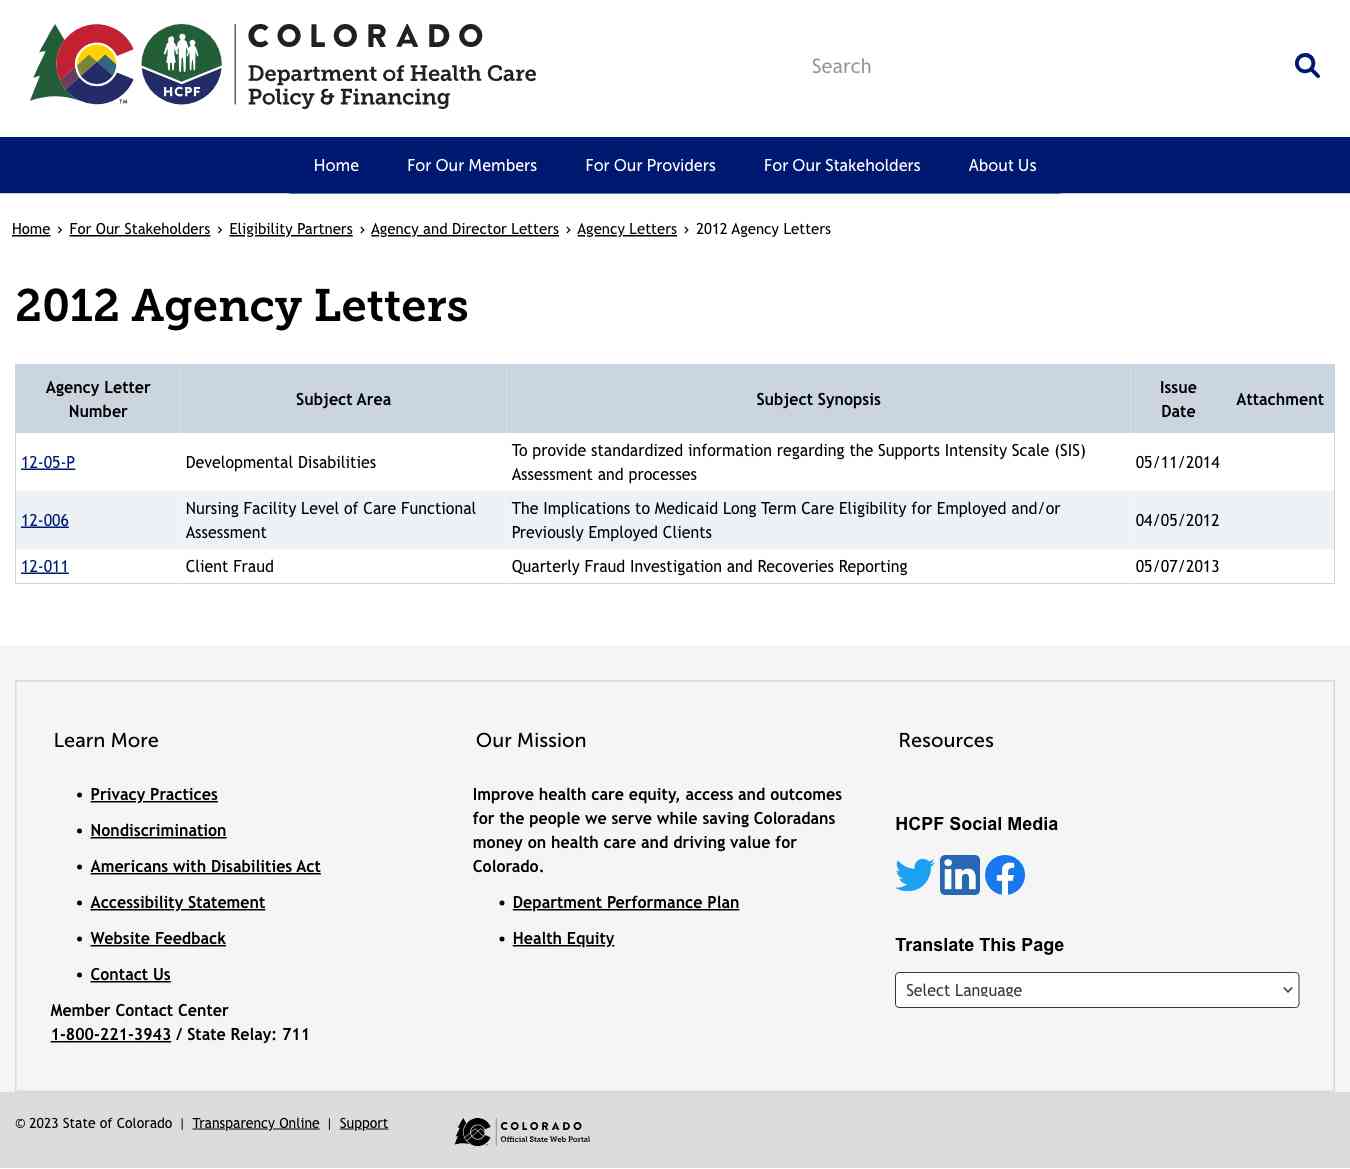 COLORADO
Department of Health Care
Policy & Financing
HCPF
TM
Search
Home For Our Members For Our Providers For Our Stakeholders About Us
Home › For Our Stakeholders › Eligibility Partners › Agency and Director Letters › Agency Letters › 2012 Agency Letters
2012 Agency Letters
Agency Letter Number Subject Area Subject Synopsis Issue Date Attachment
12-05-P Developmental Disabilities To provide standardized information regarding the Supports Intensity Scale (SIS) Assessment and processes 05/11/2014
12-006 Nursing Facility Level of Care Functional Assessment The Implications to Medicaid Long Term Care Eligibility for Employed and/or Previously Employed Clients 04/05/2012
12-011 Client Fraud Quarterly Fraud Investigation and Recoveries Reporting 05/07/2013
Learn More
• Privacy Practices
• Nondiscrimination
• Americans with Disabilities Act
• Accessibility Statement
• Website Feedback
• Contact Us
Member Contact Center
1-800-221-3943 / State Relay: 711
Our Mission
Improve health care equity, access and outcomes
for the people we serve while saving Coloradans
money on health care and driving value for
Colorado.
• Department Performance Plan
• Health Equity
Resources
HCPF Social Media
in
Translate This Page
Select Language
© 2023 State of Colorado | Transparency Online | Support
COLORADO
Official State Web Portal